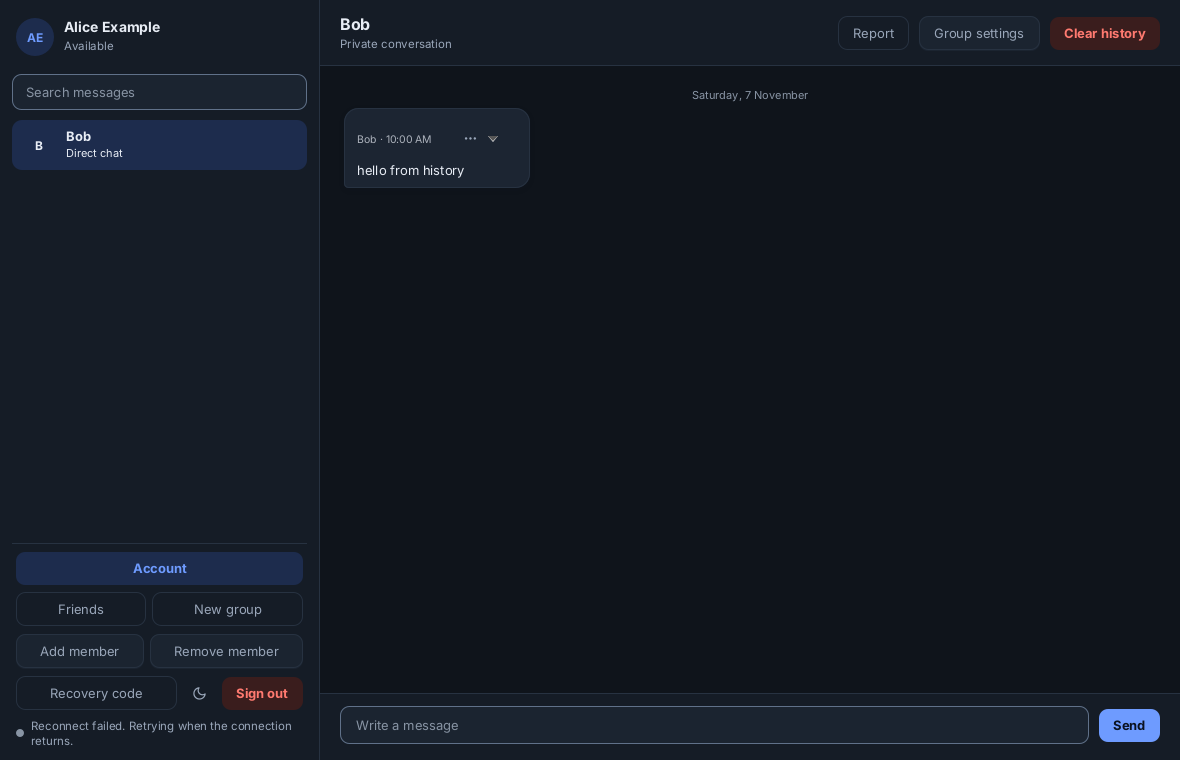 AE
Alice Example
Available
Search messages
B
Bob
Direct chat
Account
Friends
New group
Add member
Remove member
Recovery code
Sign out
Reconnect failed. Retrying when the connection
returns.
Bob
Private conversation
Report
Group settings
Clear history
Saturday, 7 November
Bob · 10:00 AM
hello from history
Write a message
Send